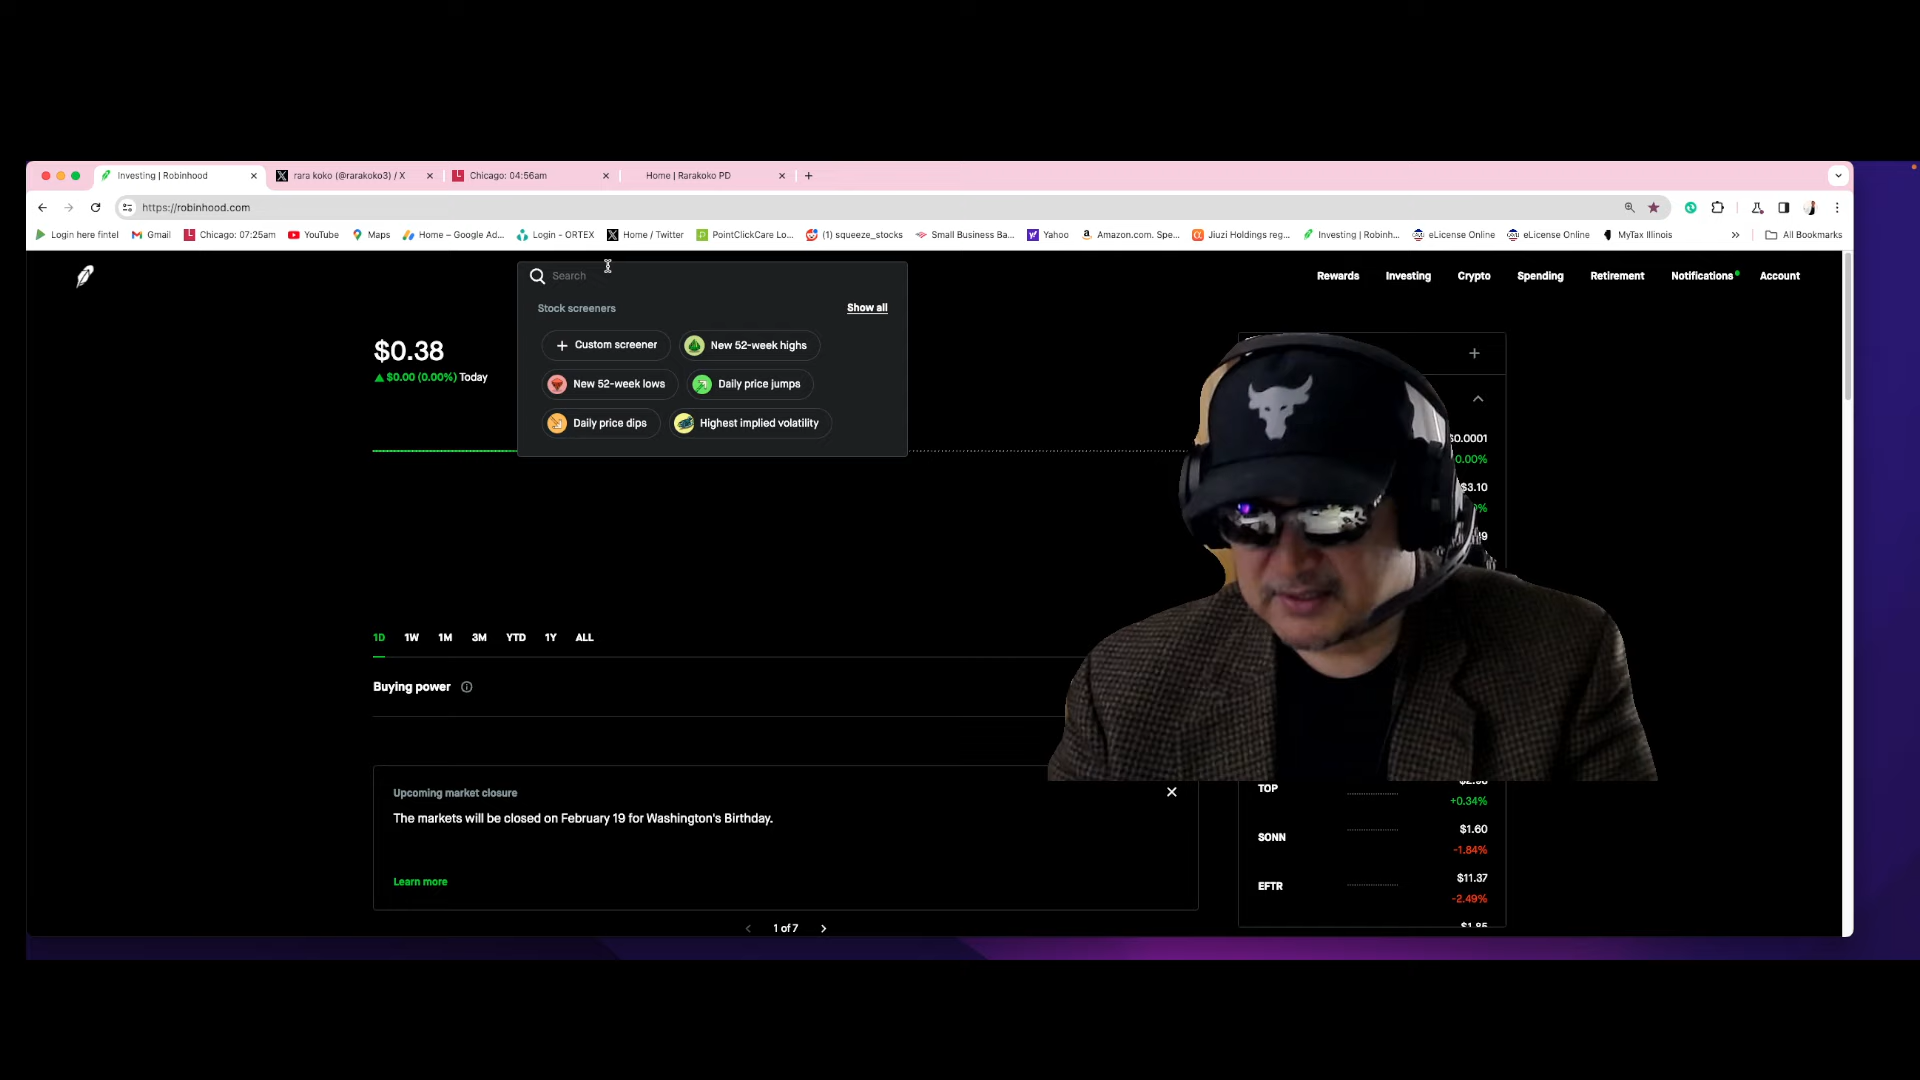 Investing | Robinhood
rara koko (@rarakoko3) / X
Chicago: 04:56am
Home | Rarakoko PD
https://robinhood.com
Login here fintel
Gmail
Chicago: 07:25am
YouTube
Maps
Home – Google Ad...
Login - ORTEX
Home / Twitter
PointClickCare Lo...
(1) squeeze_stocks
Small Business Ba...
Yahoo
Amazon.com. Spe...
Jiuzi Holdings reg...
Investing | Robinh...
eLicense Online
eLicense Online
MyTax Illinois
All Bookmarks
Search
Rewards
Investing
Crypto
Spending
Retirement
Notifications
Account
Stock screeners
Show all
Custom screener
New 52-week highs
New 52-week lows
Daily price jumps
Daily price dips
Highest implied volatility
$0.38
$0.00 (0.00%) Today
$0.0001
0.00%
$3.10
1D
1W
1M
3M
YTD
1Y
ALL
Buying power
Upcoming market closure
The markets will be closed on February 19 for Washington's Birthday.
Learn more
1 of 7
TOP
+0.34%
SONN
$1.60
-1.84%
EFTR
$11.37
-2.49%